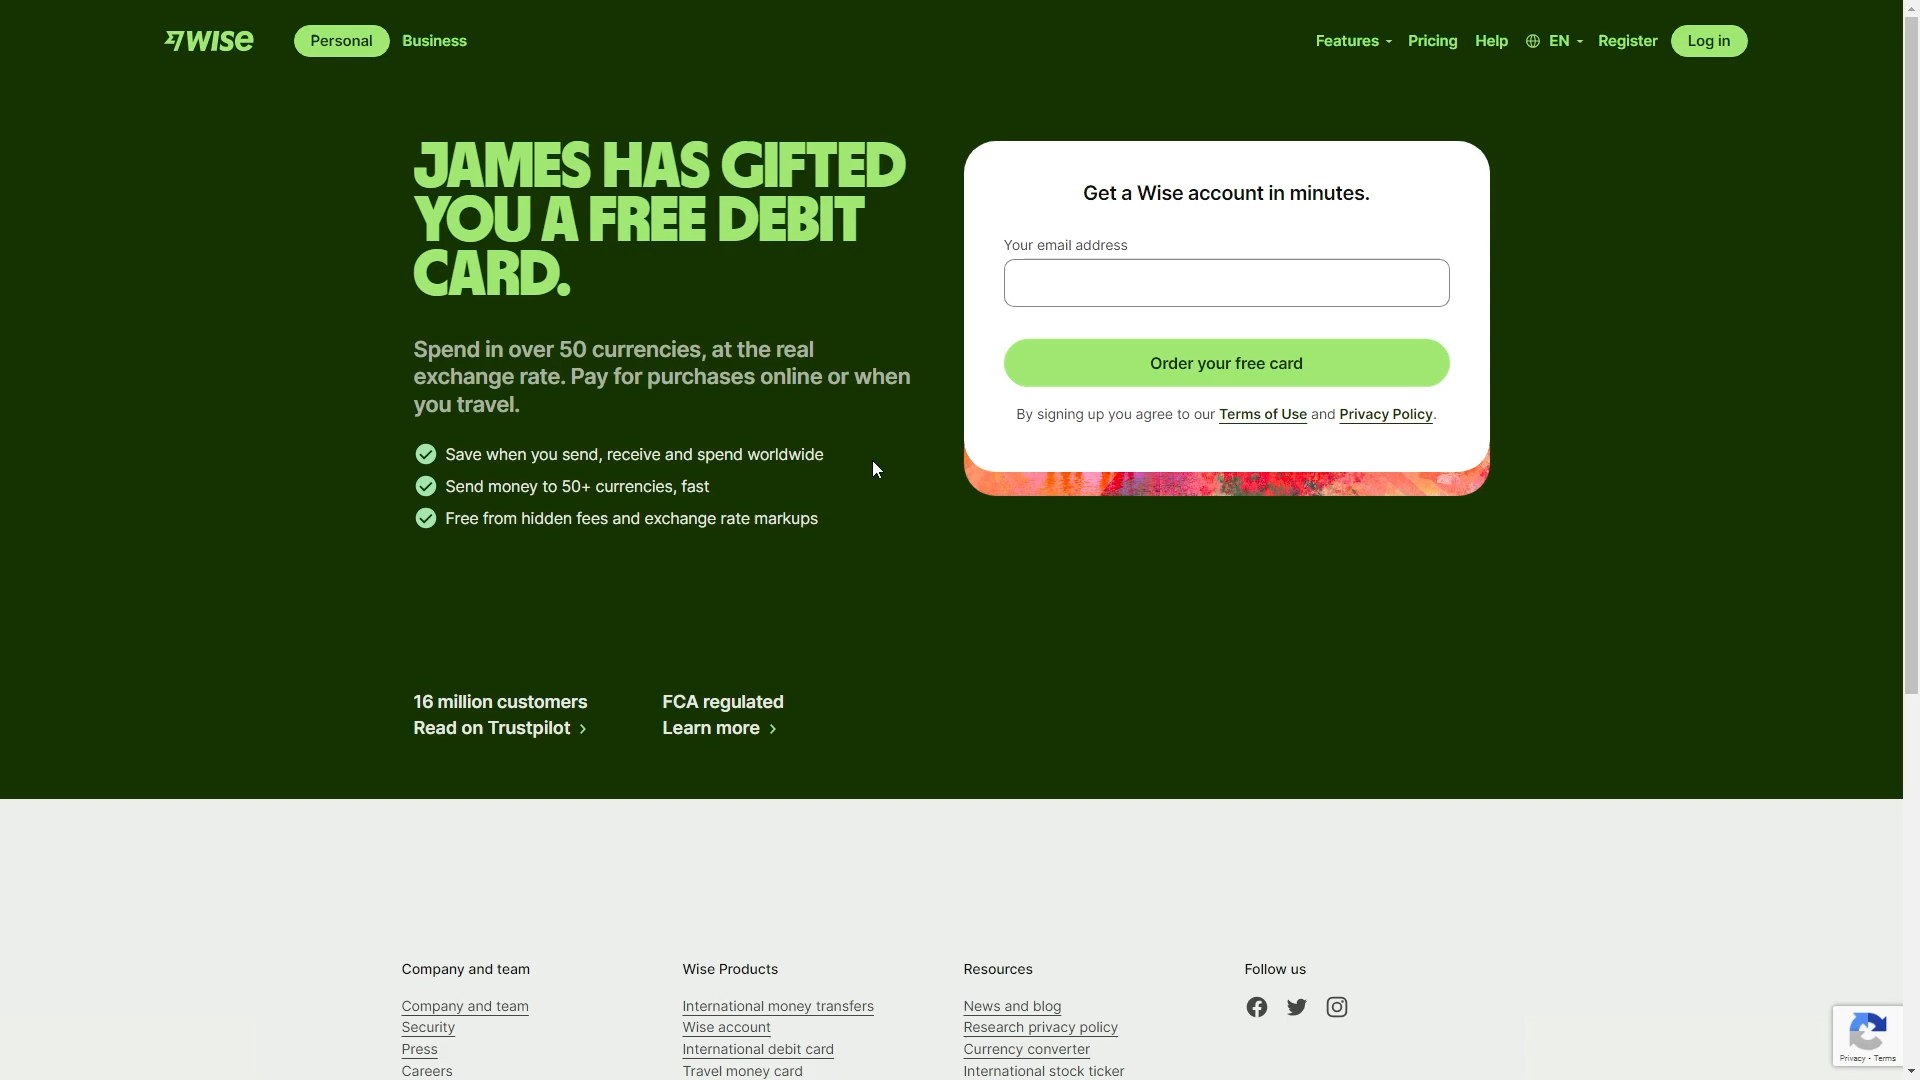 WISE
Personal
Business
Features
Pricing
Help
EN
Register
Log in
JAMES HAS GIFTED
YOU A FREE DEBIT
CARD.
Spend in over 50 currencies, at the real
exchange rate. Pay for purchases online or when
you travel.
Save when you send, receive and spend worldwide
Send money to 50+ currencies, fast
Free from hidden fees and exchange rate markups
Get a Wise account in minutes.
Your email address
Order your free card
By signing up you agree to our Terms of Use and Privacy Policy.
16 million customers
Read on Trustpilot
FCA regulated
Learn more
Company and team
Company and team
Security
Press
Careers
Wise Products
International money transfers
Wise account
International debit card
Travel money card
Resources
News and blog
Research privacy policy
Currency converter
International stock ticker
Follow us
Privacy - Terms